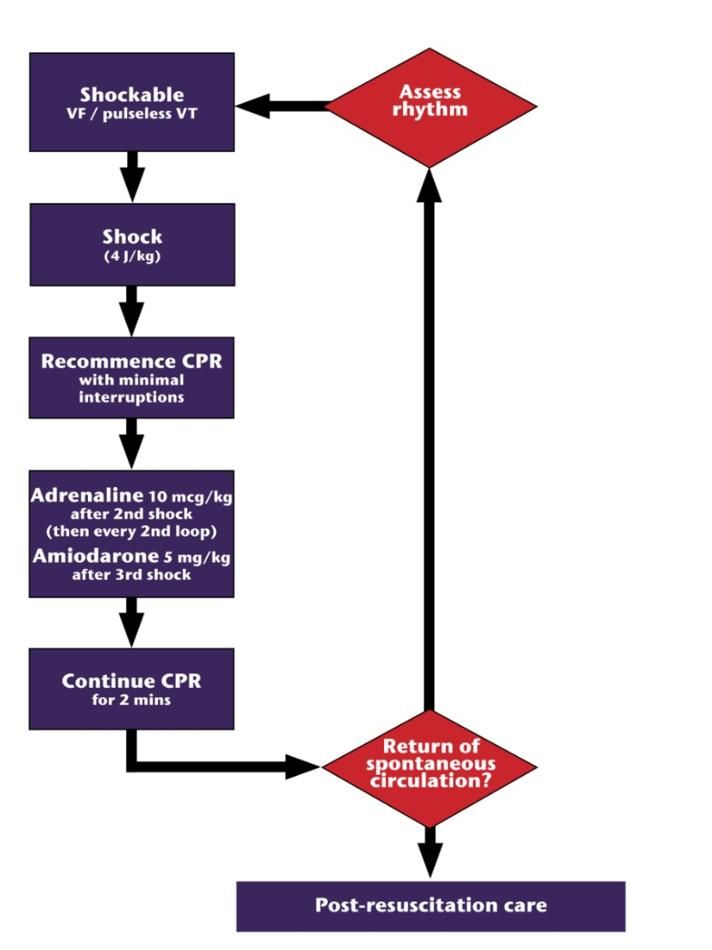 Assess
rhythm
Shockable
VF / pulseless VT
Shock
(4 J/kg)
Recommence CPR
with minimal
interruptions
Adrenaline 10 mcg/kg
after 2nd shock
(then every 2nd loop)
Amiodarone 5 mg/kg
after 3rd shock
Continue CPR
for 2 mins
Return of
spontaneous
circulation?
Post-resuscitation care